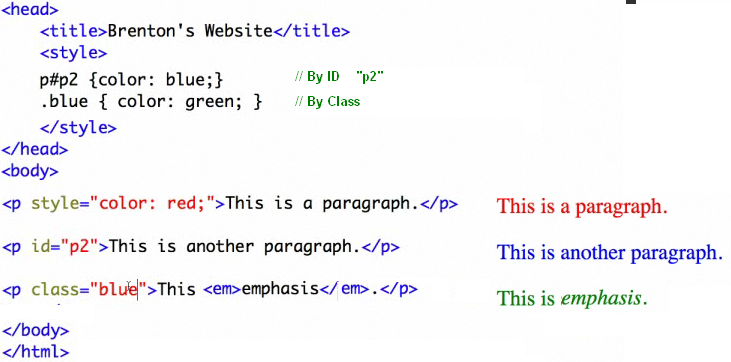 <head>
<title>Brenton's Website</title>
<style>
p#p2 {color: blue;} // By ID "p2"
.blue { color: green; } // By Class
</style>
</head>
<body>
<p style="color: red;">This is a paragraph.</p> This is a paragraph.
<p id="p2">This is another paragraph.</p> This is another paragraph.
<p class="blue">This <em>emphasis</em>.</p> This is emphasis.
</body>
</html>